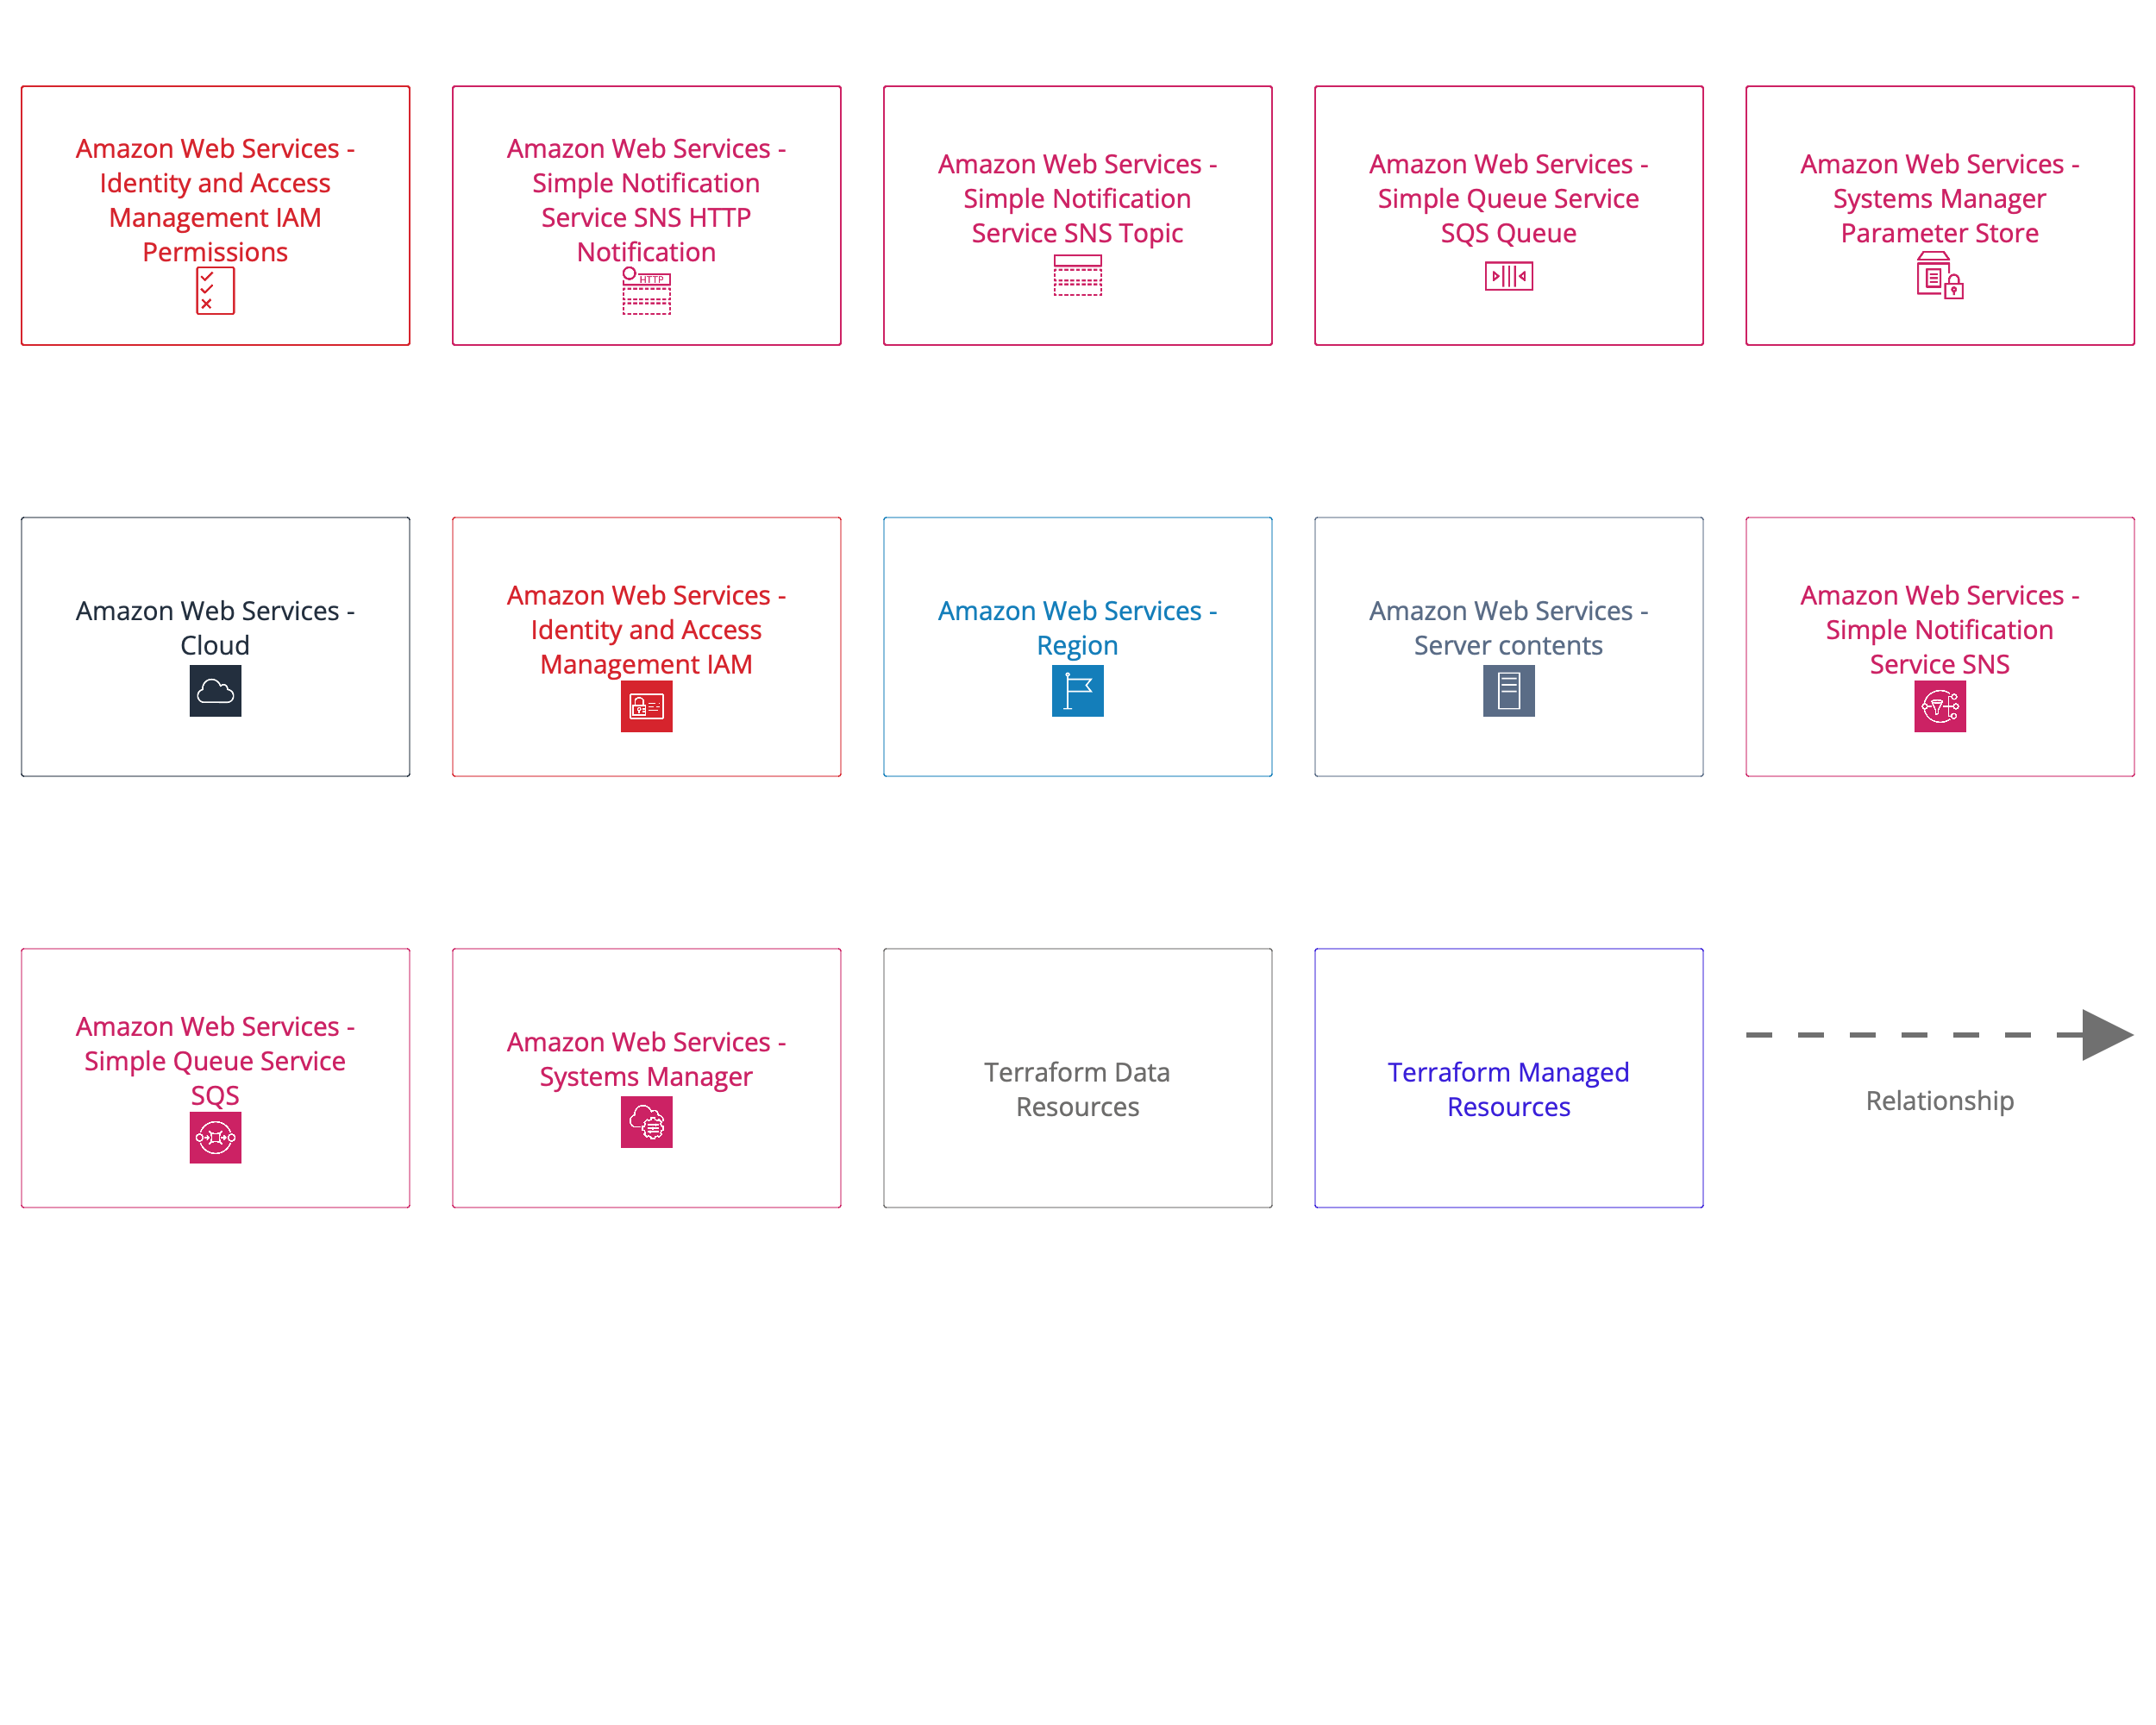 Amazon Web Services -
Identity and Access
Management IAM
Permissions
Amazon Web Services -
Simple Notification
Service SNS HTTP
Notification
HTTP
Amazon Web Services -
Simple Notification
Service SNS Topic
Amazon Web Services -
Simple Queue Service
SQS Queue
Amazon Web Services -
Systems Manager
Parameter Store
Amazon Web Services -
Cloud
Amazon Web Services -
Identity and Access
Management IAM
Amazon Web Services -
Region
Amazon Web Services -
Server contents
Amazon Web Services -
Simple Notification
Service SNS
Amazon Web Services -
Simple Queue Service
SQS
Amazon Web Services -
Systems Manager
Terraform Data
Resources
Terraform Managed
Resources
Relationship